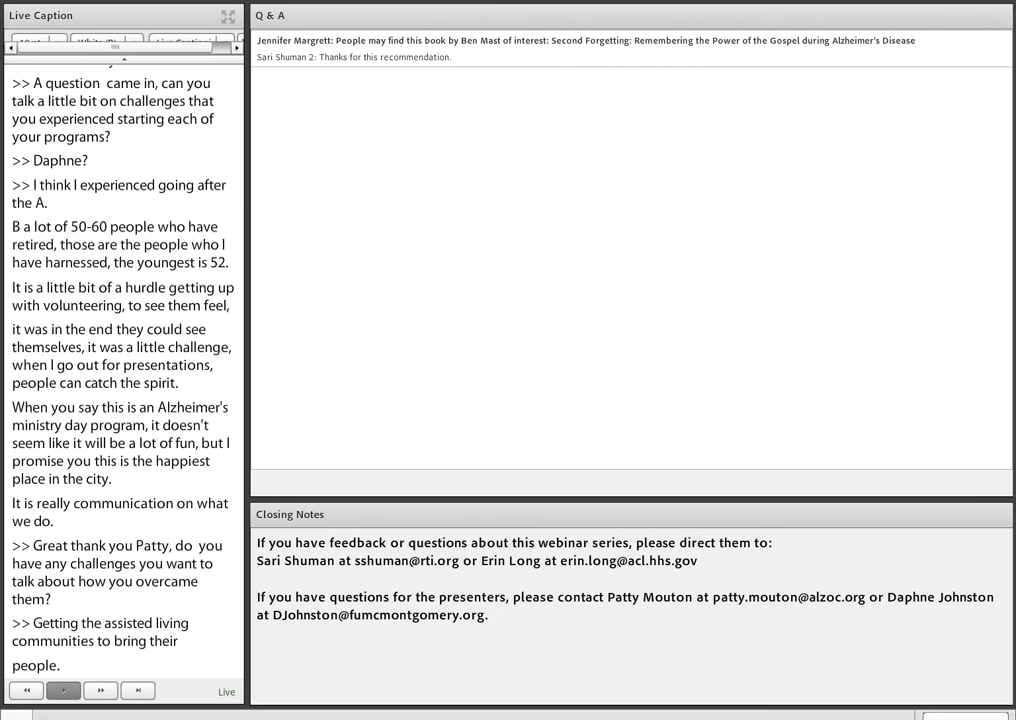 Live Caption
>> A question came in, can you
talk a little bit on challenges that
you experienced starting each of
your programs?
>> Daphne?
>> I think I experienced going after
the A.
B a lot of 50-60 people who have
retired, those are the people who I
have harnessed, the youngest is 52.
It is a little bit of a hurdle getting up
with volunteering, to see them feel,
it was in the end they could see
themselves, it was a little challenge,
when I go out for presentations,
people can catch the spirit.
When you say this is an Alzheimer's
ministry day program, it doesn't
seem like it will be a lot of fun, but I
promise you this is the happiest
place in the city.
It is really communication on what
we do.
>> Great thank you Patty, do you
have any challenges you want to
talk about how you overcame
them?
>> Getting the assisted living
communities to bring their
people.
Live
Q & A
Jennifer Margrett: People may find this book by Ben Mast of interest: Second Forgetting: Remembering the Power of the Gospel during Alzheimer's Disease
Sari Shuman 2: Thanks for this recommendation.
Closing Notes
If you have feedback or questions about this webinar series, please direct them to:
Sari Shuman at sshuman@rti.org or Erin Long at erin.long@acl.hhs.gov
If you have questions for the presenters, please contact Patty Mouton at patty.mouton@alzoc.org or Daphne Johnston
at DJohnston@fumcmontgomery.org.